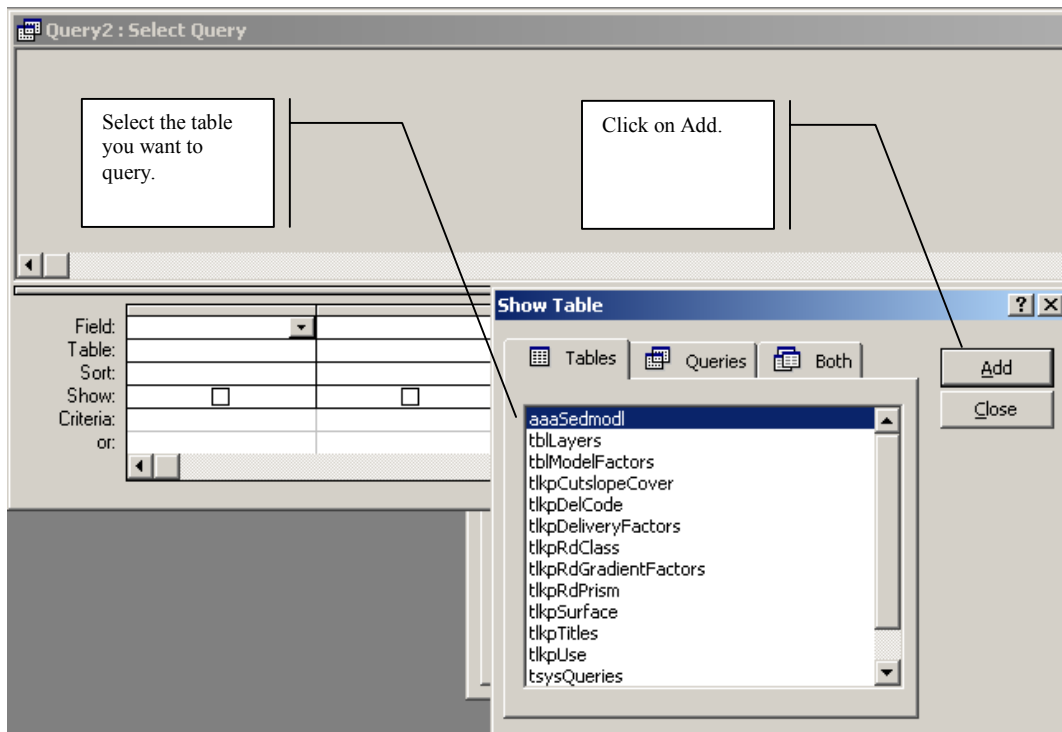 Query2 : Select Query
Select the table
you want to
query.
Click on Add.
Field:
Table:
Sort:
Show:
Criteria:
or:
Show Table
Tables
Queries
Both
Add
Close
aaaSedmodl
tblLayers
tblModelFactors
tlkpCutslopeCover
tlkpDelCode
tlkpDeliveryFactors
tlkpRdClass
tlkpRdGradientFactors
tlkpRdPrism
tlkpSurface
tlkpTitles
tlkpUse
tsysQueries